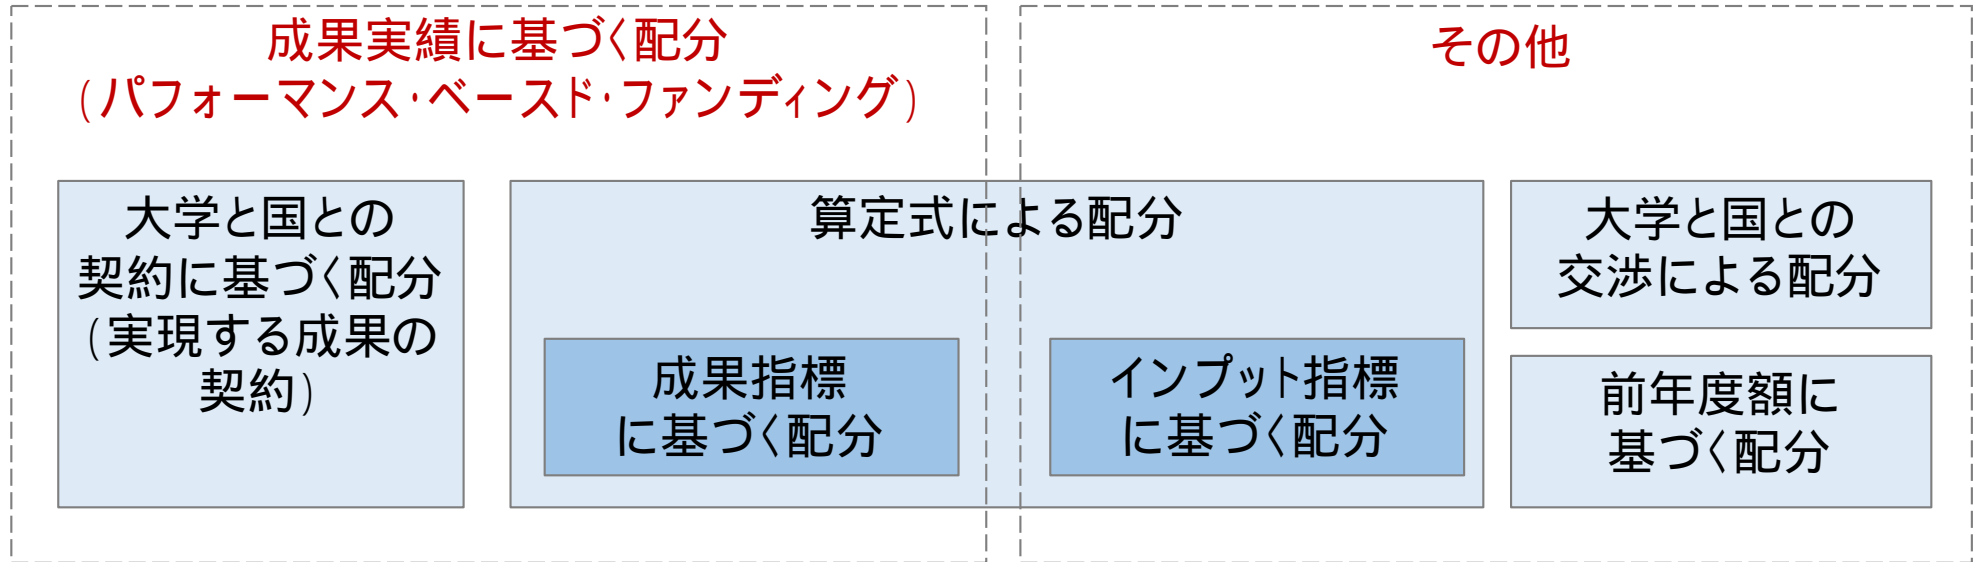 成果実績に基づく配分
(パフォーマンス・ベースド・ファンディング)
その他
大学と国との
契約に基づく配分
(実現する成果の
契約)
算定式による配分
成果指標
に基づく配分
インプット指標
に基づく配分
大学と国との
交渉による配分
前年度額に
基づく配分